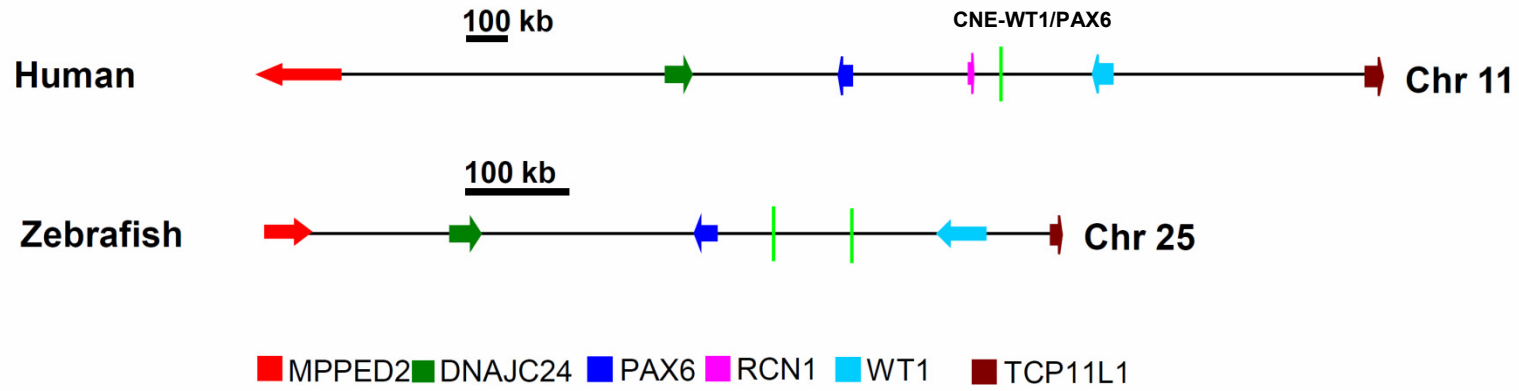 100 kb
CNE-WT1/PAX6
Human
Chr 11
100 kb
Zebrafish
Chr 25
MPPED2 DNAJC24 PAX6 RCN1 WT1 TCP11L1